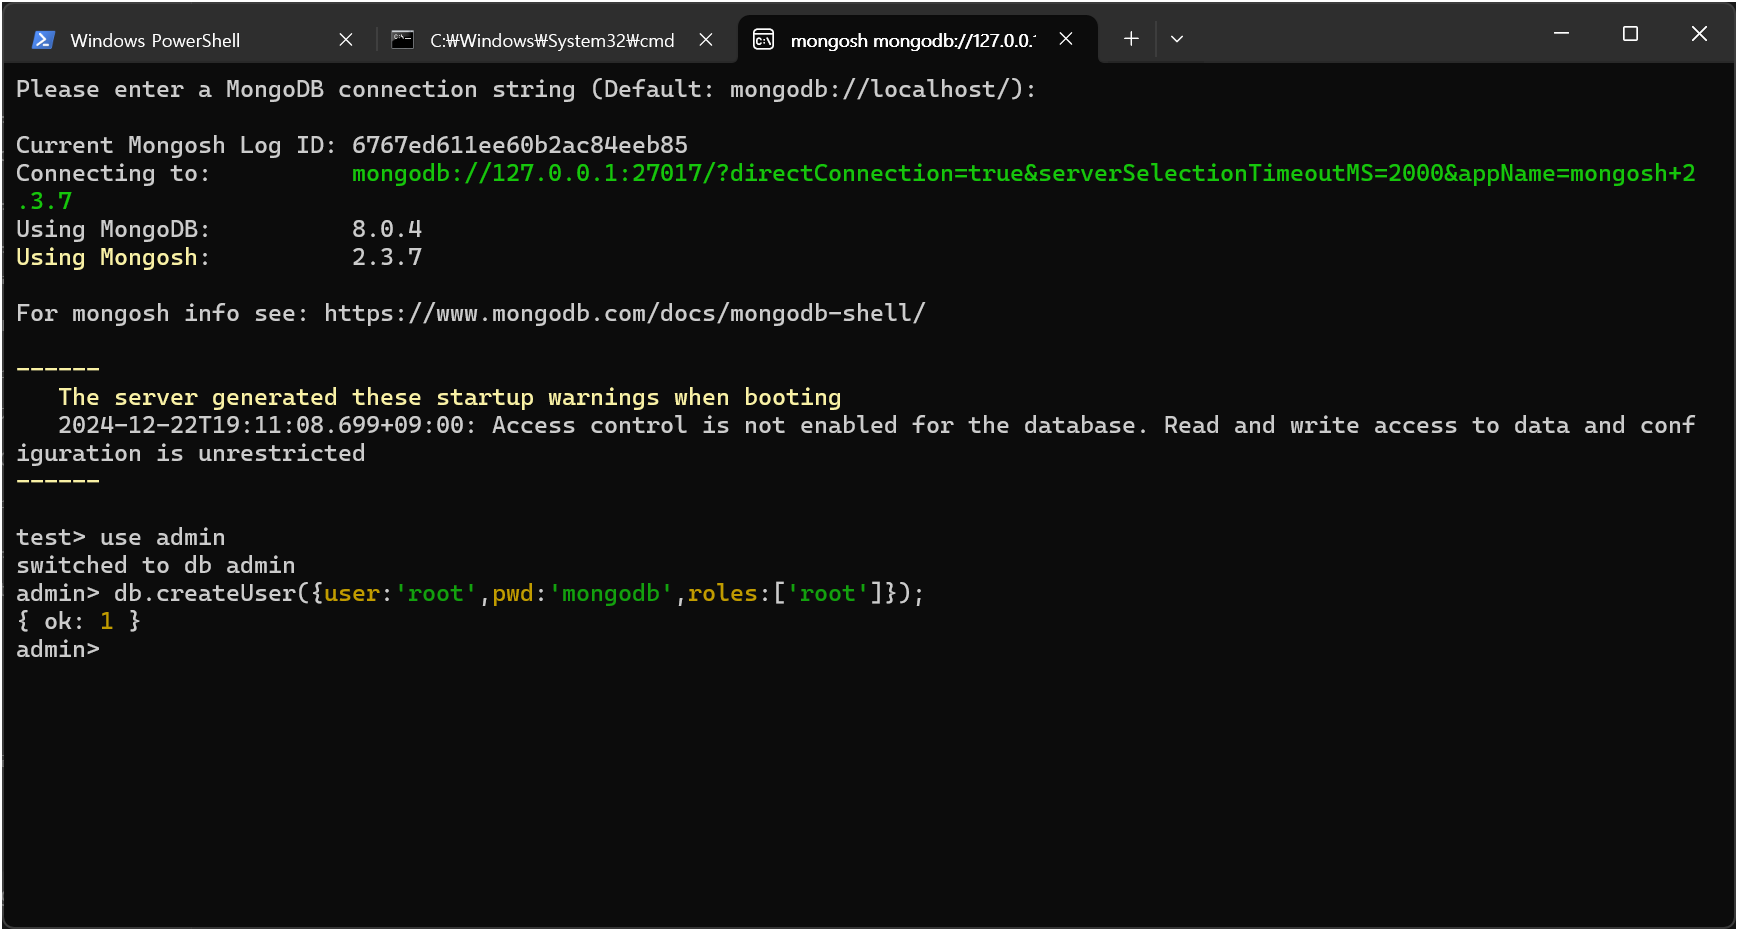 Windows PowerShell
C:₩Windows₩System32₩cmd
mongosh mongodb://127.0.0.
Please enter a MongoDB connection string (Default: mongodb://localhost/):
Current Mongosh Log ID: 6767ed611ee60b2ac84eeb85
Connecting to: mongodb://127.0.0.1:27017/?directConnection=true&serverSelectionTimeoutMS=2000&appName=mongosh+2
.3.7
Using MongoDB: 8.0.4
Using Mongosh: 2.3.7
For mongosh info see: https://www.mongodb.com/docs/mongodb-shell/
------
The server generated these startup warnings when booting
2024-12-22T19:11:08.699+09:00: Access control is not enabled for the database. Read and write access to data and conf
iguration is unrestricted
------
test> use admin
switched to db admin
admin> db.createUser({user:'root',pwd:'mongodb',roles:['root']});
{ ok: 1 }
admin>